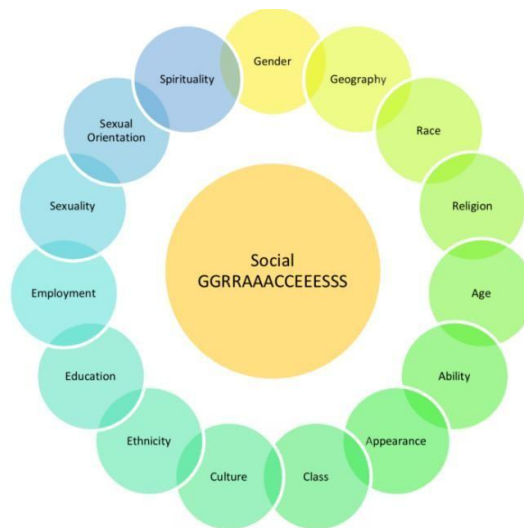 Gender
Geography
Race
Religion
Age
Ability
Appearance
Class
Culture
Ethnicity
Education
Employment
Sexuality
Sexual
Orientation
Spirituality
Social
GGRRAAACCEEESSS